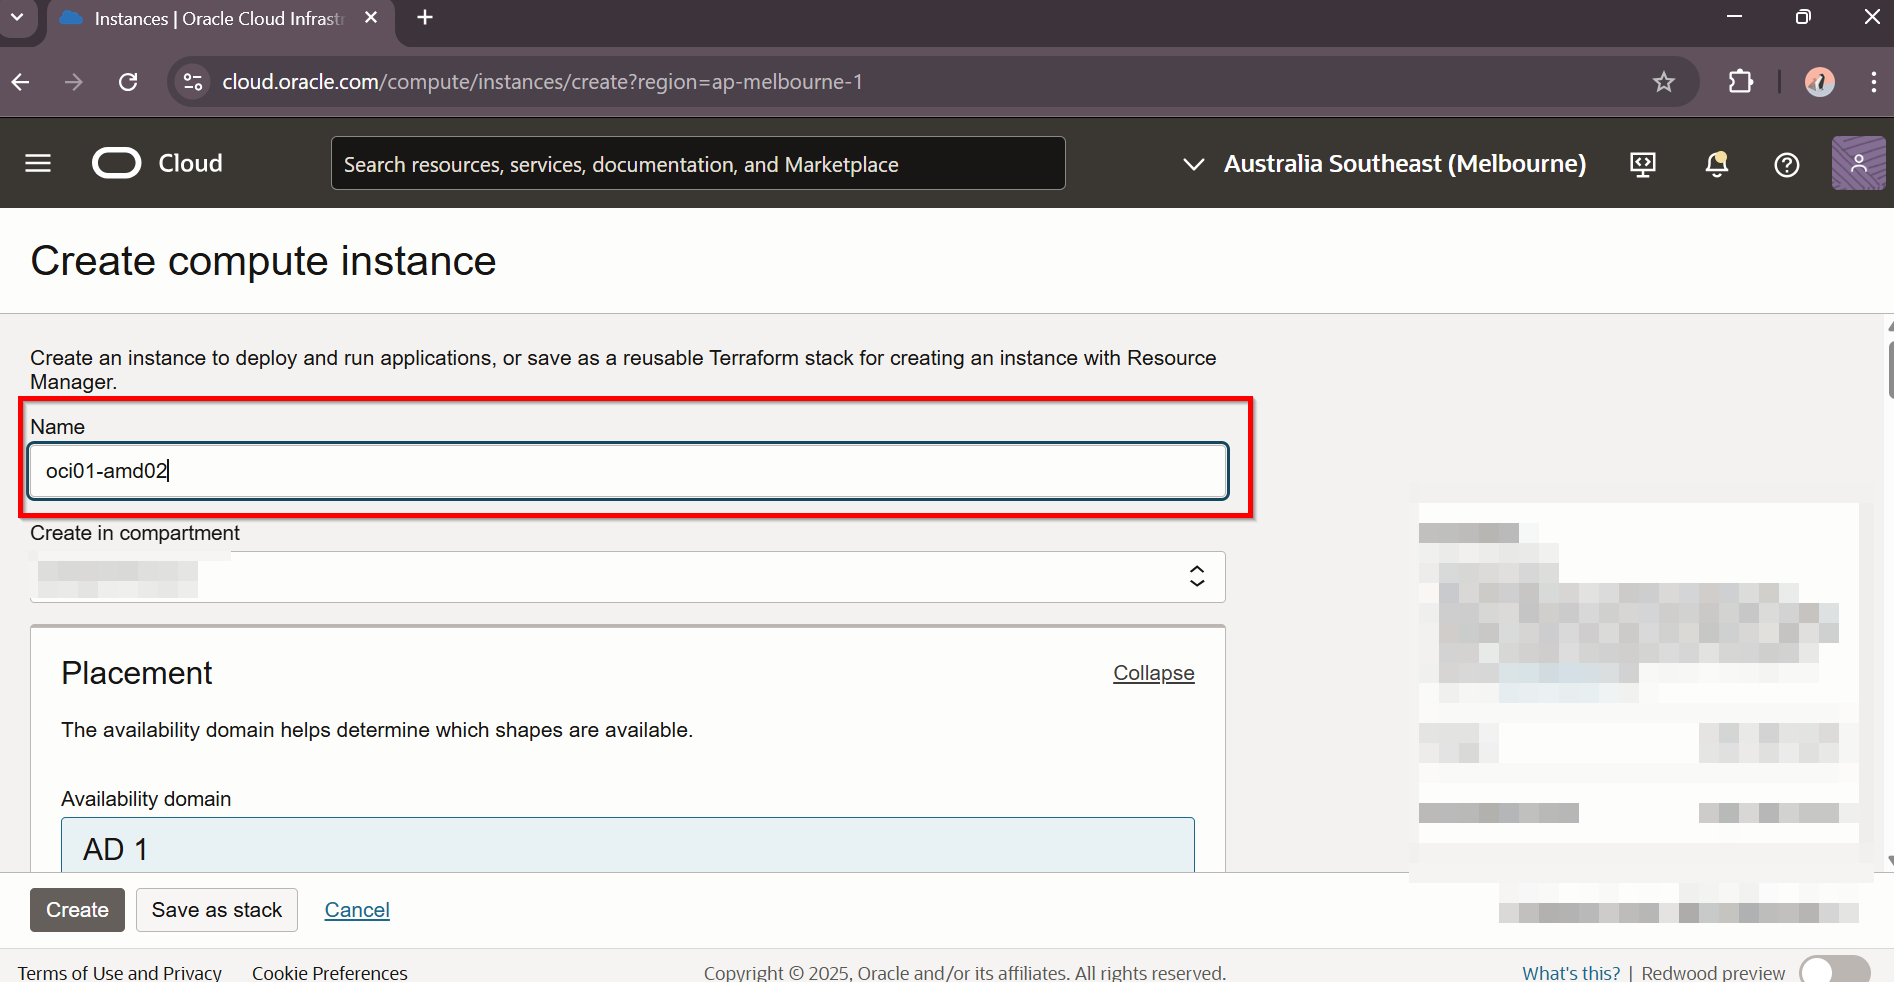 Instances | Oracle Cloud Infrastr
cloud.oracle.com/compute/instances/create?region=ap-melbourne-1
Cloud
Search resources, services, documentation, and Marketplace
Australia Southeast (Melbourne)
Create compute instance
Create an instance to deploy and run applications, or save as a reusable Terraform stack for creating an instance with Resource
Manager.
Name
oci01-amd02
Create in compartment
Placement
Collapse
The availability domain helps determine which shapes are available.
Availability domain
AD 1
Create
Save as stack
Cancel
Terms of Use and Privacy
Cookie Preferences
Copyright © 2025, Oracle and/or its affiliates. All rights reserved.
What's this? | Redwood preview